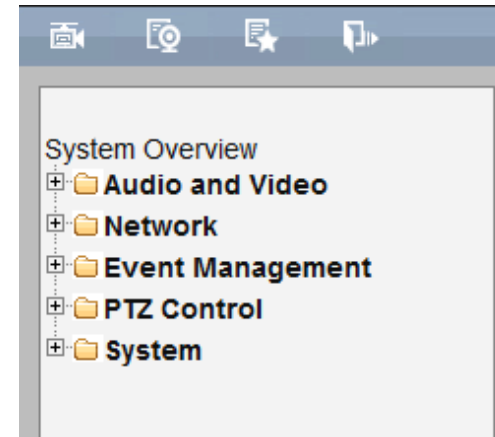 System Overview
Audio and Video
Network
Event Management
PTZ Control
System